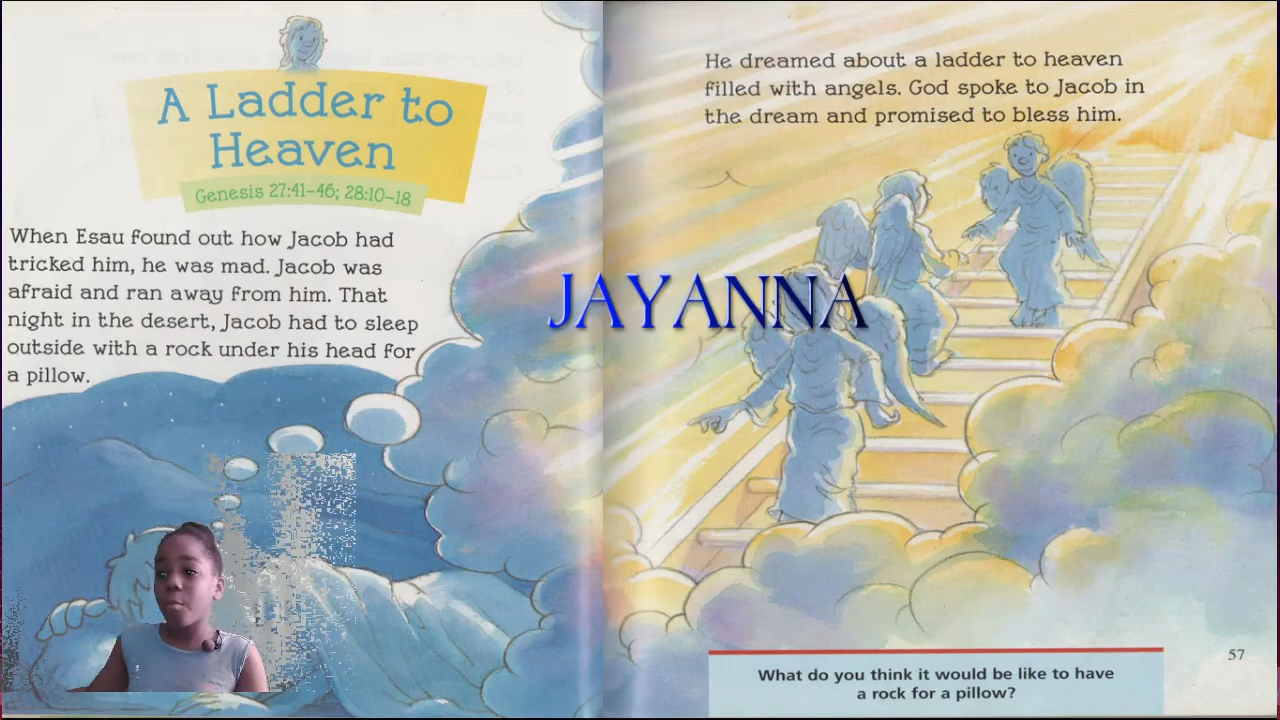 A Ladder to
Heaven
Genesis 27:41–46; 28:10–18
When Esau found out how Jacob had
tricked him, he was mad. Jacob was
afraid and ran away from him. That
night in the desert, Jacob had to sleep
outside with a rock under his head for
a pillow.
He dreamed about a ladder to heaven
filled with angels. God spoke to Jacob in
the dream and promised to bless him.
JAYANNA
57
What do you think it would be like to have
a rock for a pillow?